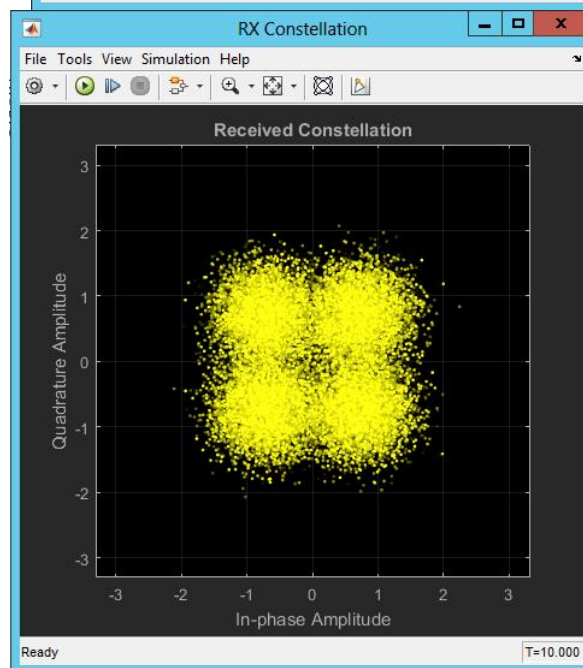 RX Constellation
File Tools View Simulation Help
Received Constellation
3
2
1
0
-1
-2
-3
Quadrature Amplitude
-3 -2 -1 0 1 2 3
In-phase Amplitude
Ready T=10.000